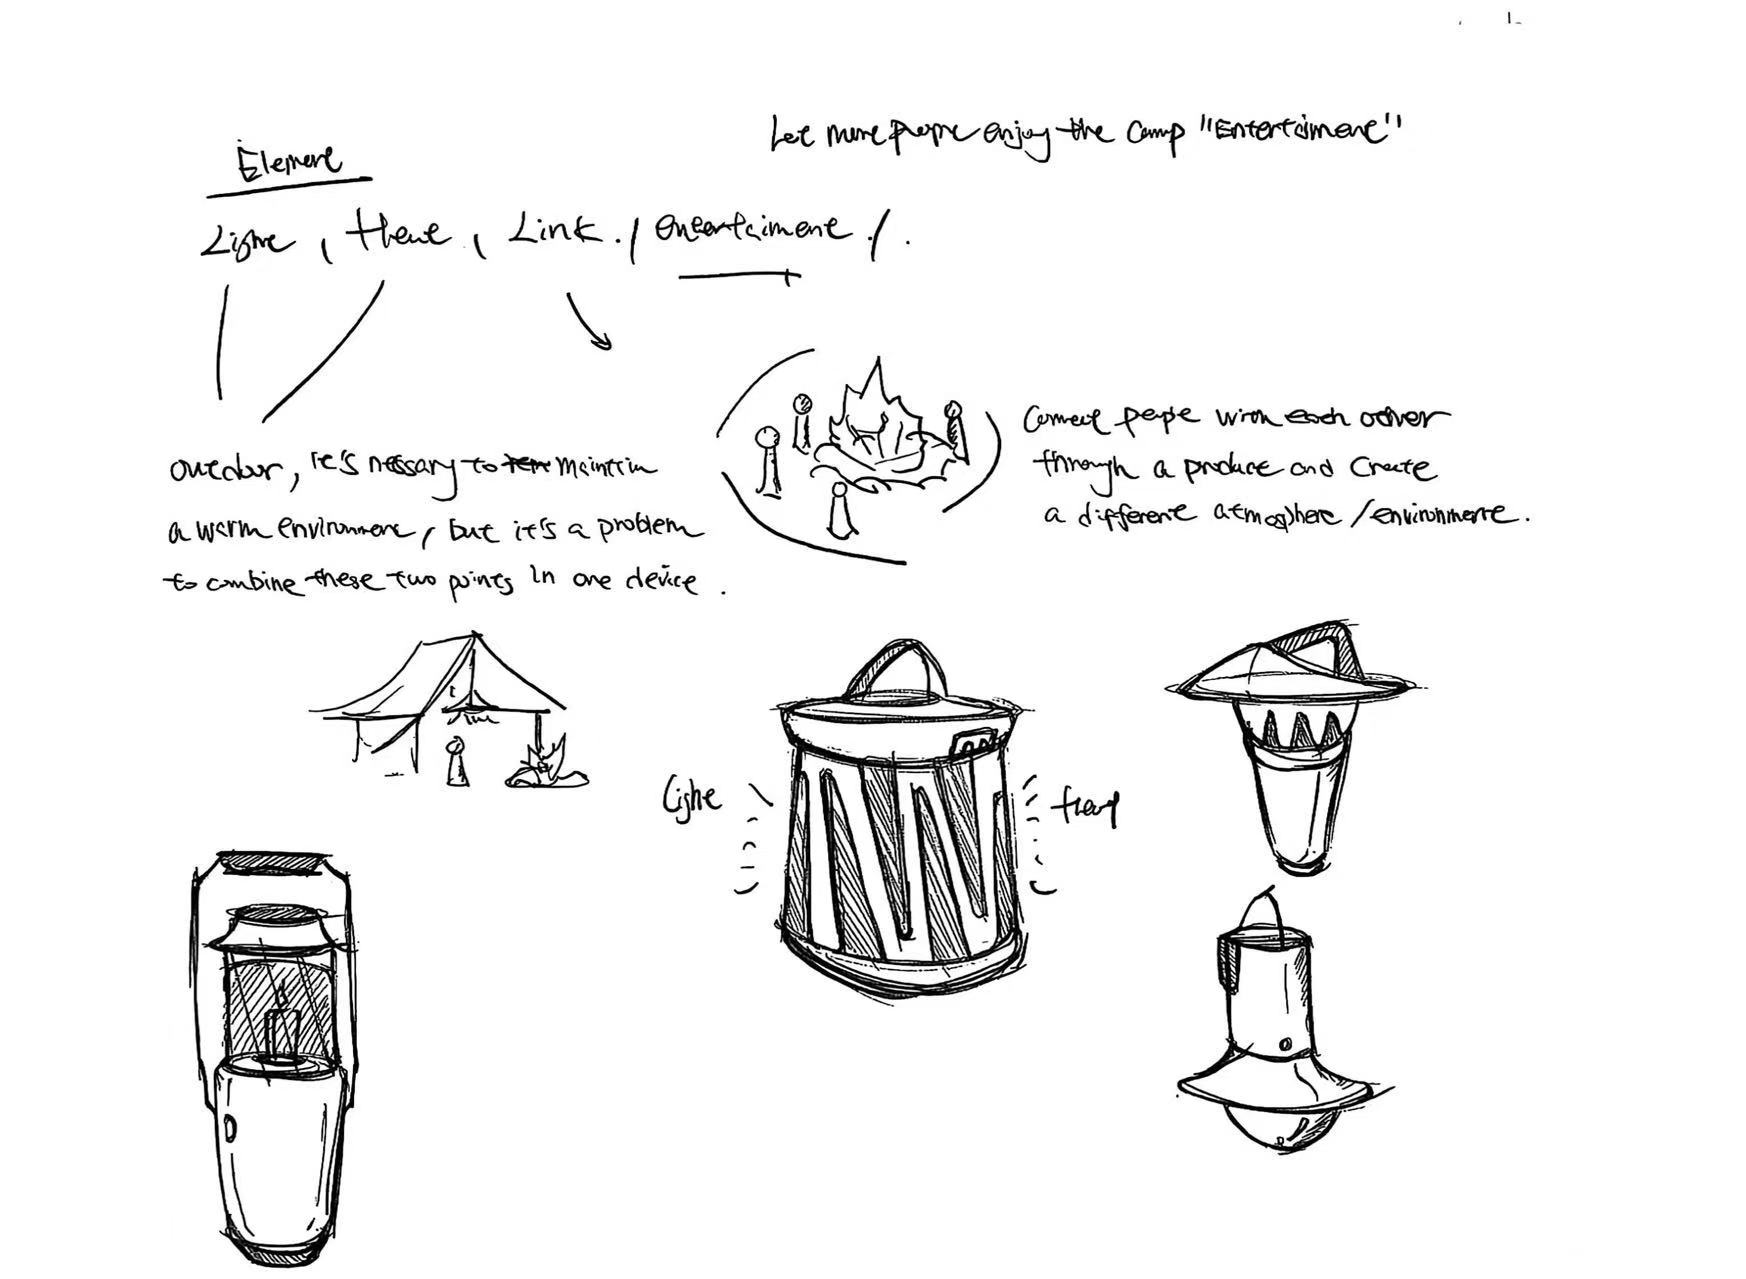 Let more people enjoy the camp "Entertaiment"
Element
Light, Heat, Link. / entertaiment / .
outdoor, it's nessary to maintain
a warm environment, but it's a problem
to combine these two points in one device .
Connect people with each other
through a product and create
a different atmosphere / environment .
Light